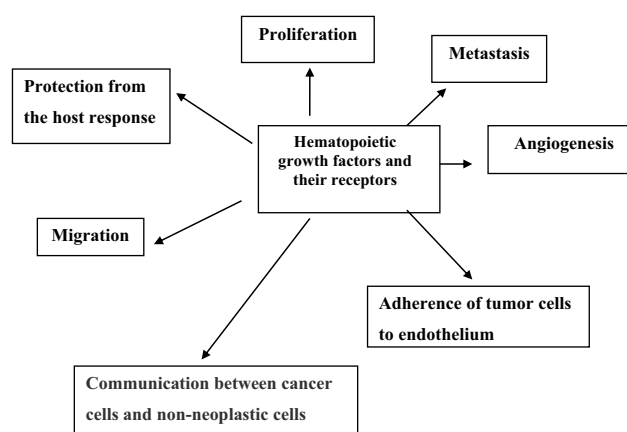 Proliferation
Metastasis
Protection from
the host response
Hematopoietic
growth factors and
their receptors
Angiogenesis
Migration
Adherence of tumor cells
to endothelium
Communication between cancer
cells and non-neoplastic cells